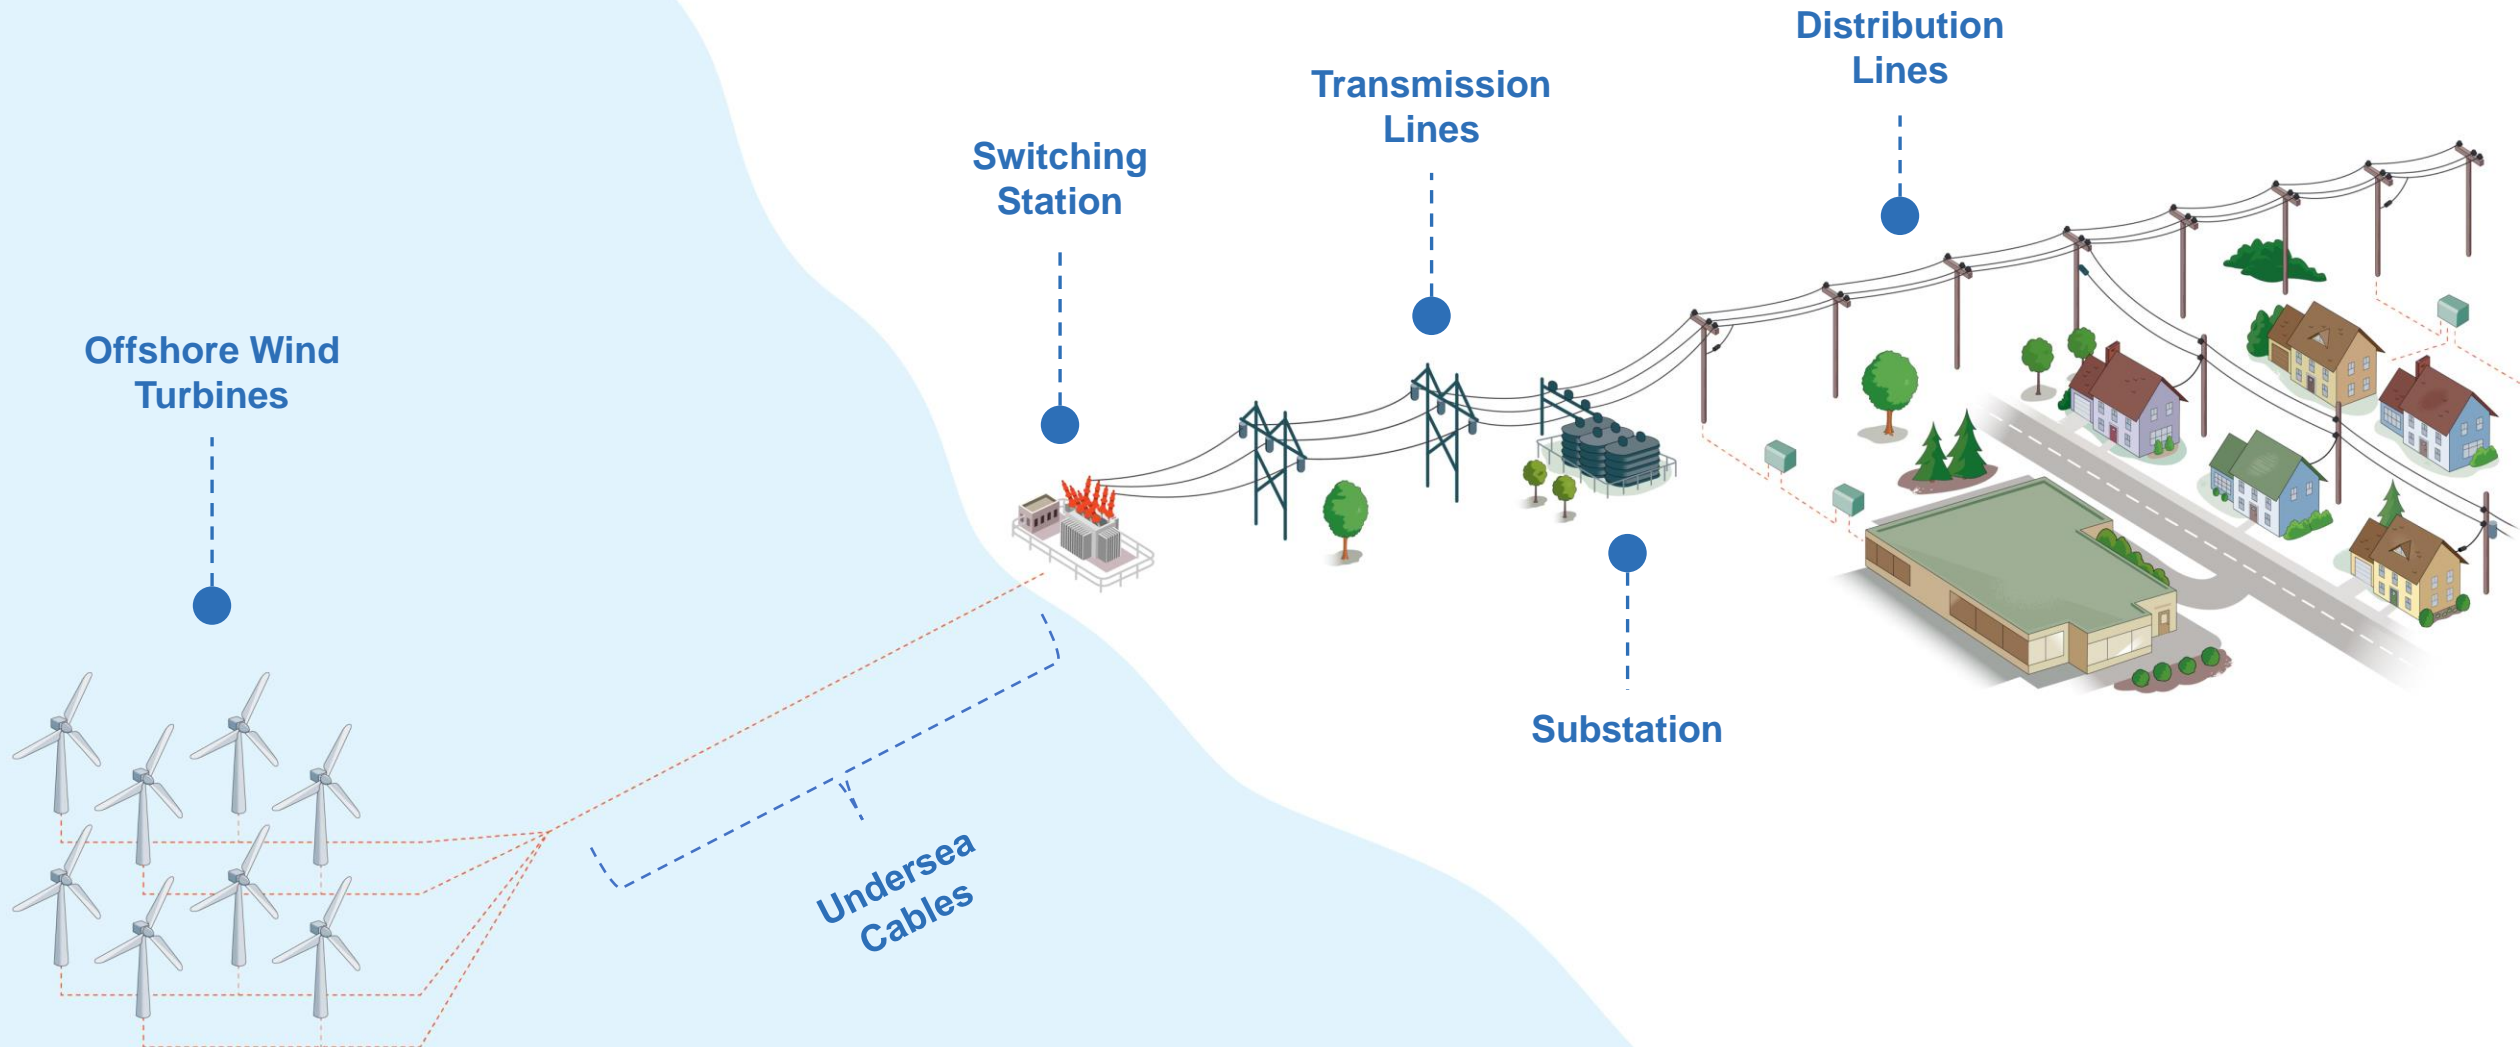 Distribution
Lines
Transmission
Lines
Switching
Station
Offshore Wind
Turbines
Substation
Undersea
Cables